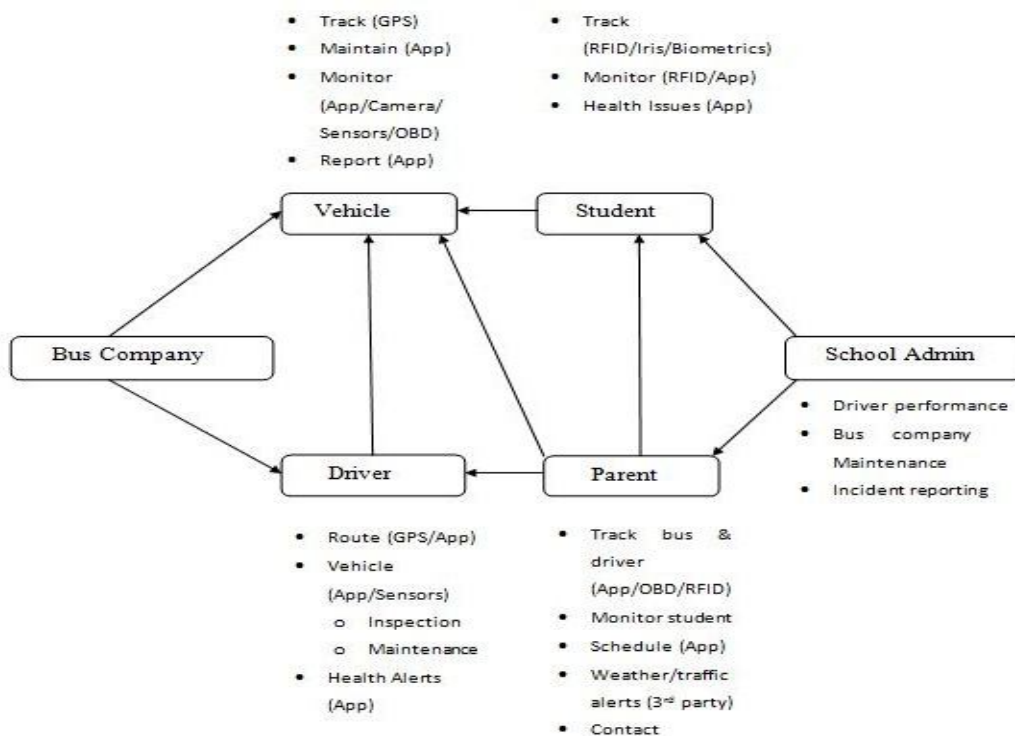 • Track (GPS)
• Maintain (App)
• Monitor
(App/Camera/
Sensors/OBD)
• Report (App)
• Track
(RFID/Iris/Biometrics)
• Monitor (RFID/App)
• Health Issues (App)
Vehicle
Student
Bus Company
School Admin
• Driver performance
• Bus company
Maintenance
• Incident reporting
Driver
Parent
• Route (GPS/App)
• Vehicle
(App/Sensors)
o Inspection
o Maintenance
• Health Alerts
(App)
• Track bus &
driver
(App/OBD/RFID)
• Monitor student
• Schedule (App)
• Weather/traffic
alerts (3rd party)
• Contact